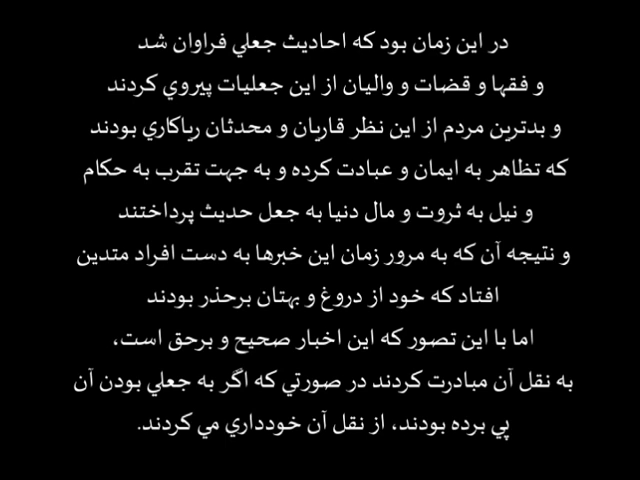 در اين زمان بود که احاديث جعلي فراوان شد
و فقها و قضات و واليان از اين جعليات پيروي کردند
و بدترين مردم از اين نظر قاريان و محدثان رياکاري بودند
که تظاهر به ايمان و عبادت کرده و به جهت تقرب به حکام
و نيل به ثروت و مال دنيا به جعل حديث پرداختند
و نتيجه آن که به مرور زمان اين خبرها به دست افراد متدين
افتاد که خود از دروغ و بهتان برحذر بودند
اما با اين تصور که اين اخبار صحيح و برحق است،
به نقل آن مبادرت کردند در صورتي که اگر به جعلي بودن آن
پي برده بودند، از نقل آن خودداري مي کردند.